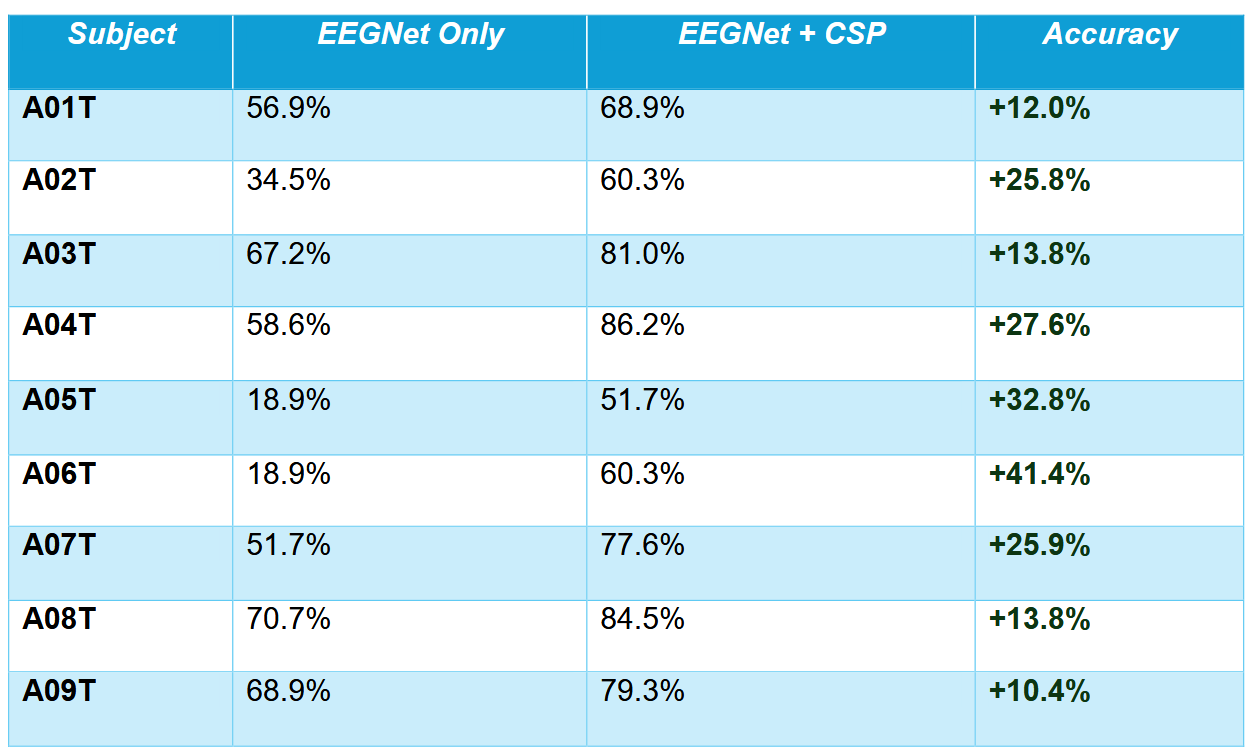 Subject EEGNet Only EEGNet + CSP Accuracy
A01T 56.9% 68.9% +12.0%
A02T 34.5% 60.3% +25.8%
A03T 67.2% 81.0% +13.8%
A04T 58.6% 86.2% +27.6%
A05T 18.9% 51.7% +32.8%
A06T 18.9% 60.3% +41.4%
A07T 51.7% 77.6% +25.9%
A08T 70.7% 84.5% +13.8%
A09T 68.9% 79.3% +10.4%